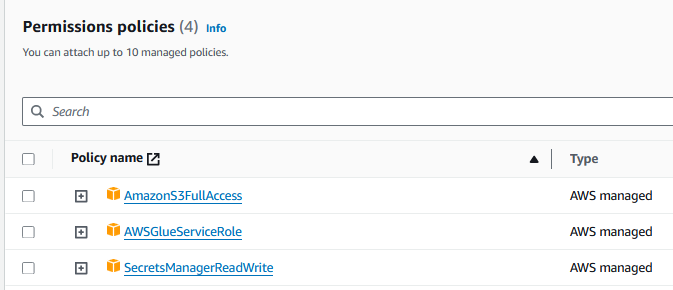 Permissions policies (4) Info
You can attach up to 10 managed policies.
Search
Policy name Type
AmazonS3FullAccess AWS managed
AWSGlueServiceRole AWS managed
SecretsManagerReadWrite AWS managed